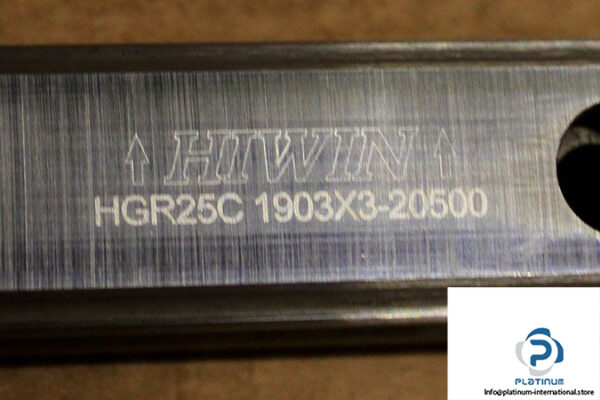 ↑ HIWIN ↑
HGR25C 1903X3-20500
P
PLATINUM
Info@platinum-international.store